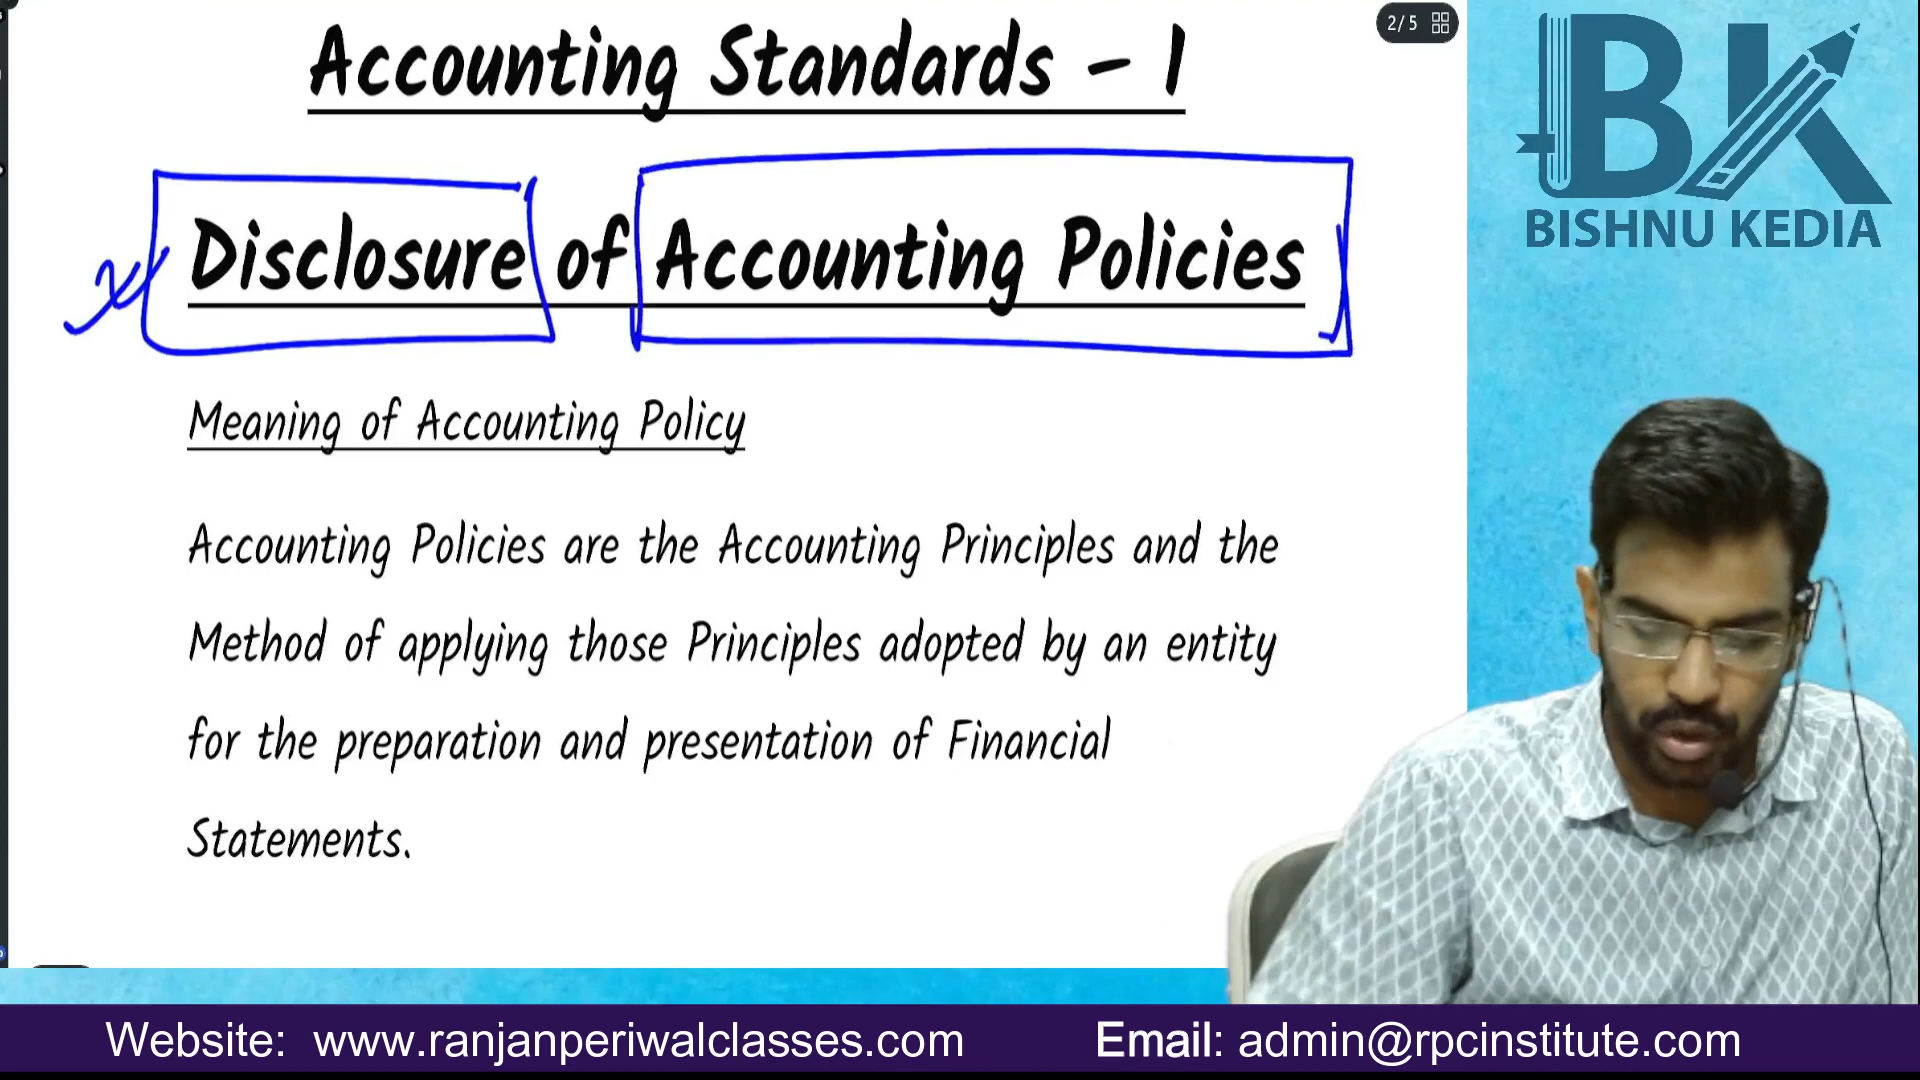 Accounting Standards - 1
2/5
BK
BISHNU KEDIA
Disclosure of Accounting Policies
Meaning of Accounting Policy
Accounting Policies are the Accounting Principles and the
Method of applying those Principles adopted by an entity
for the preparation and presentation of Financial
Statements.
Website: www.ranjanperiwalclasses.com Email: admin@rpcinstitute.com